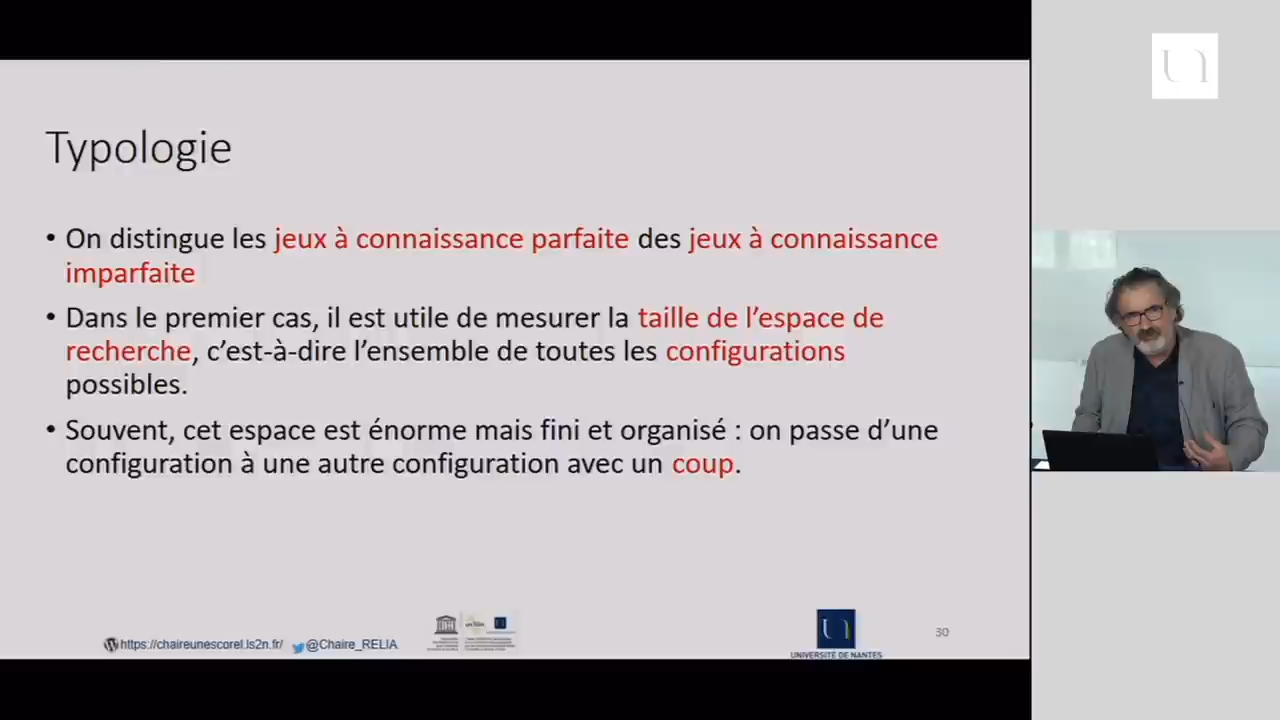 Typologie
• On distingue les jeux à connaissance parfaite des jeux à connaissance
imparfaite
• Dans le premier cas, il est utile de mesurer la taille de l’espace de
recherche, c’est-à-dire l’ensemble de toutes les configurations
possibles.
• Souvent, cet espace est énorme mais fini et organisé : on passe d’une
configuration à une autre configuration avec un coup.
https://chaireunescorel.ls2n.fr/ @Chaire_RELIA
UNIVERSITÉ DE NANTES
30